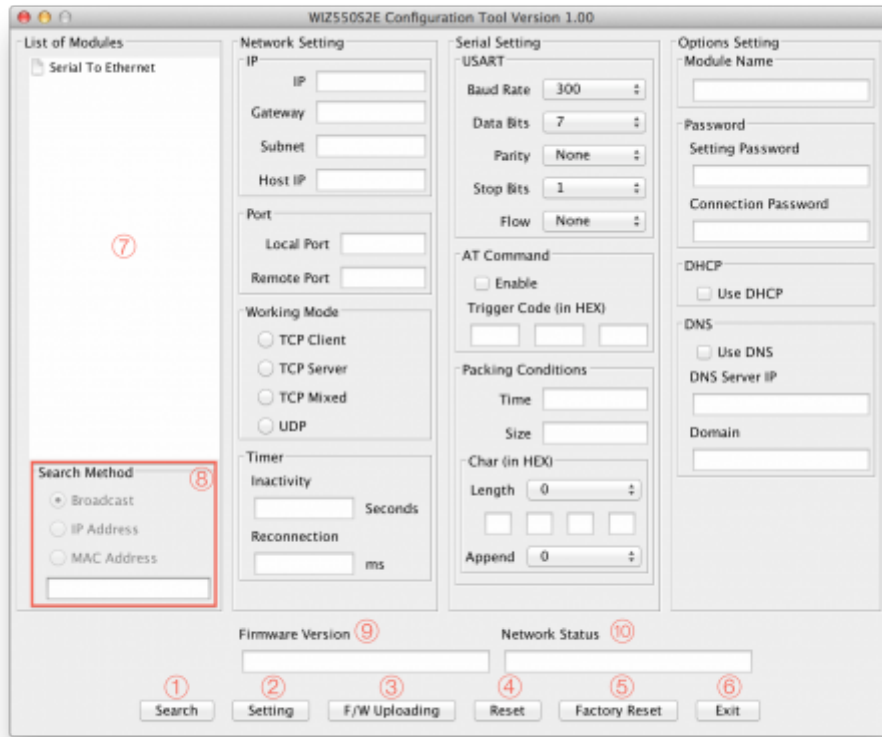 WIZ550S2E Configuration Tool Version 1.00
List of Modules
Serial To Ethernet
⑦
Search Method ⑧
Broadcast
IP Address
MAC Address
Network Setting
IP
IP
Gateway
Subnet
Host IP
Port
Local Port
Remote Port
Working Mode
TCP Client
TCP Server
TCP Mixed
UDP
Timer
Inactivity
Seconds
Reconnection
ms
Serial Setting
USART
Baud Rate 300
Data Bits 7
Parity None
Stop Bits 1
Flow None
AT Command
Enable
Trigger Code (in HEX)
Packing Conditions
Time
Size
Char (in HEX)
Length 0
Append 0
Options Setting
Module Name
Password
Setting Password
Connection Password
DHCP
Use DHCP
DNS
Use DNS
DNS Server IP
Domain
Firmware Version ⑨
Network Status ⑩
① ② ③ ④ ⑤ ⑥
Search Setting F/W Uploading Reset Factory Reset Exit